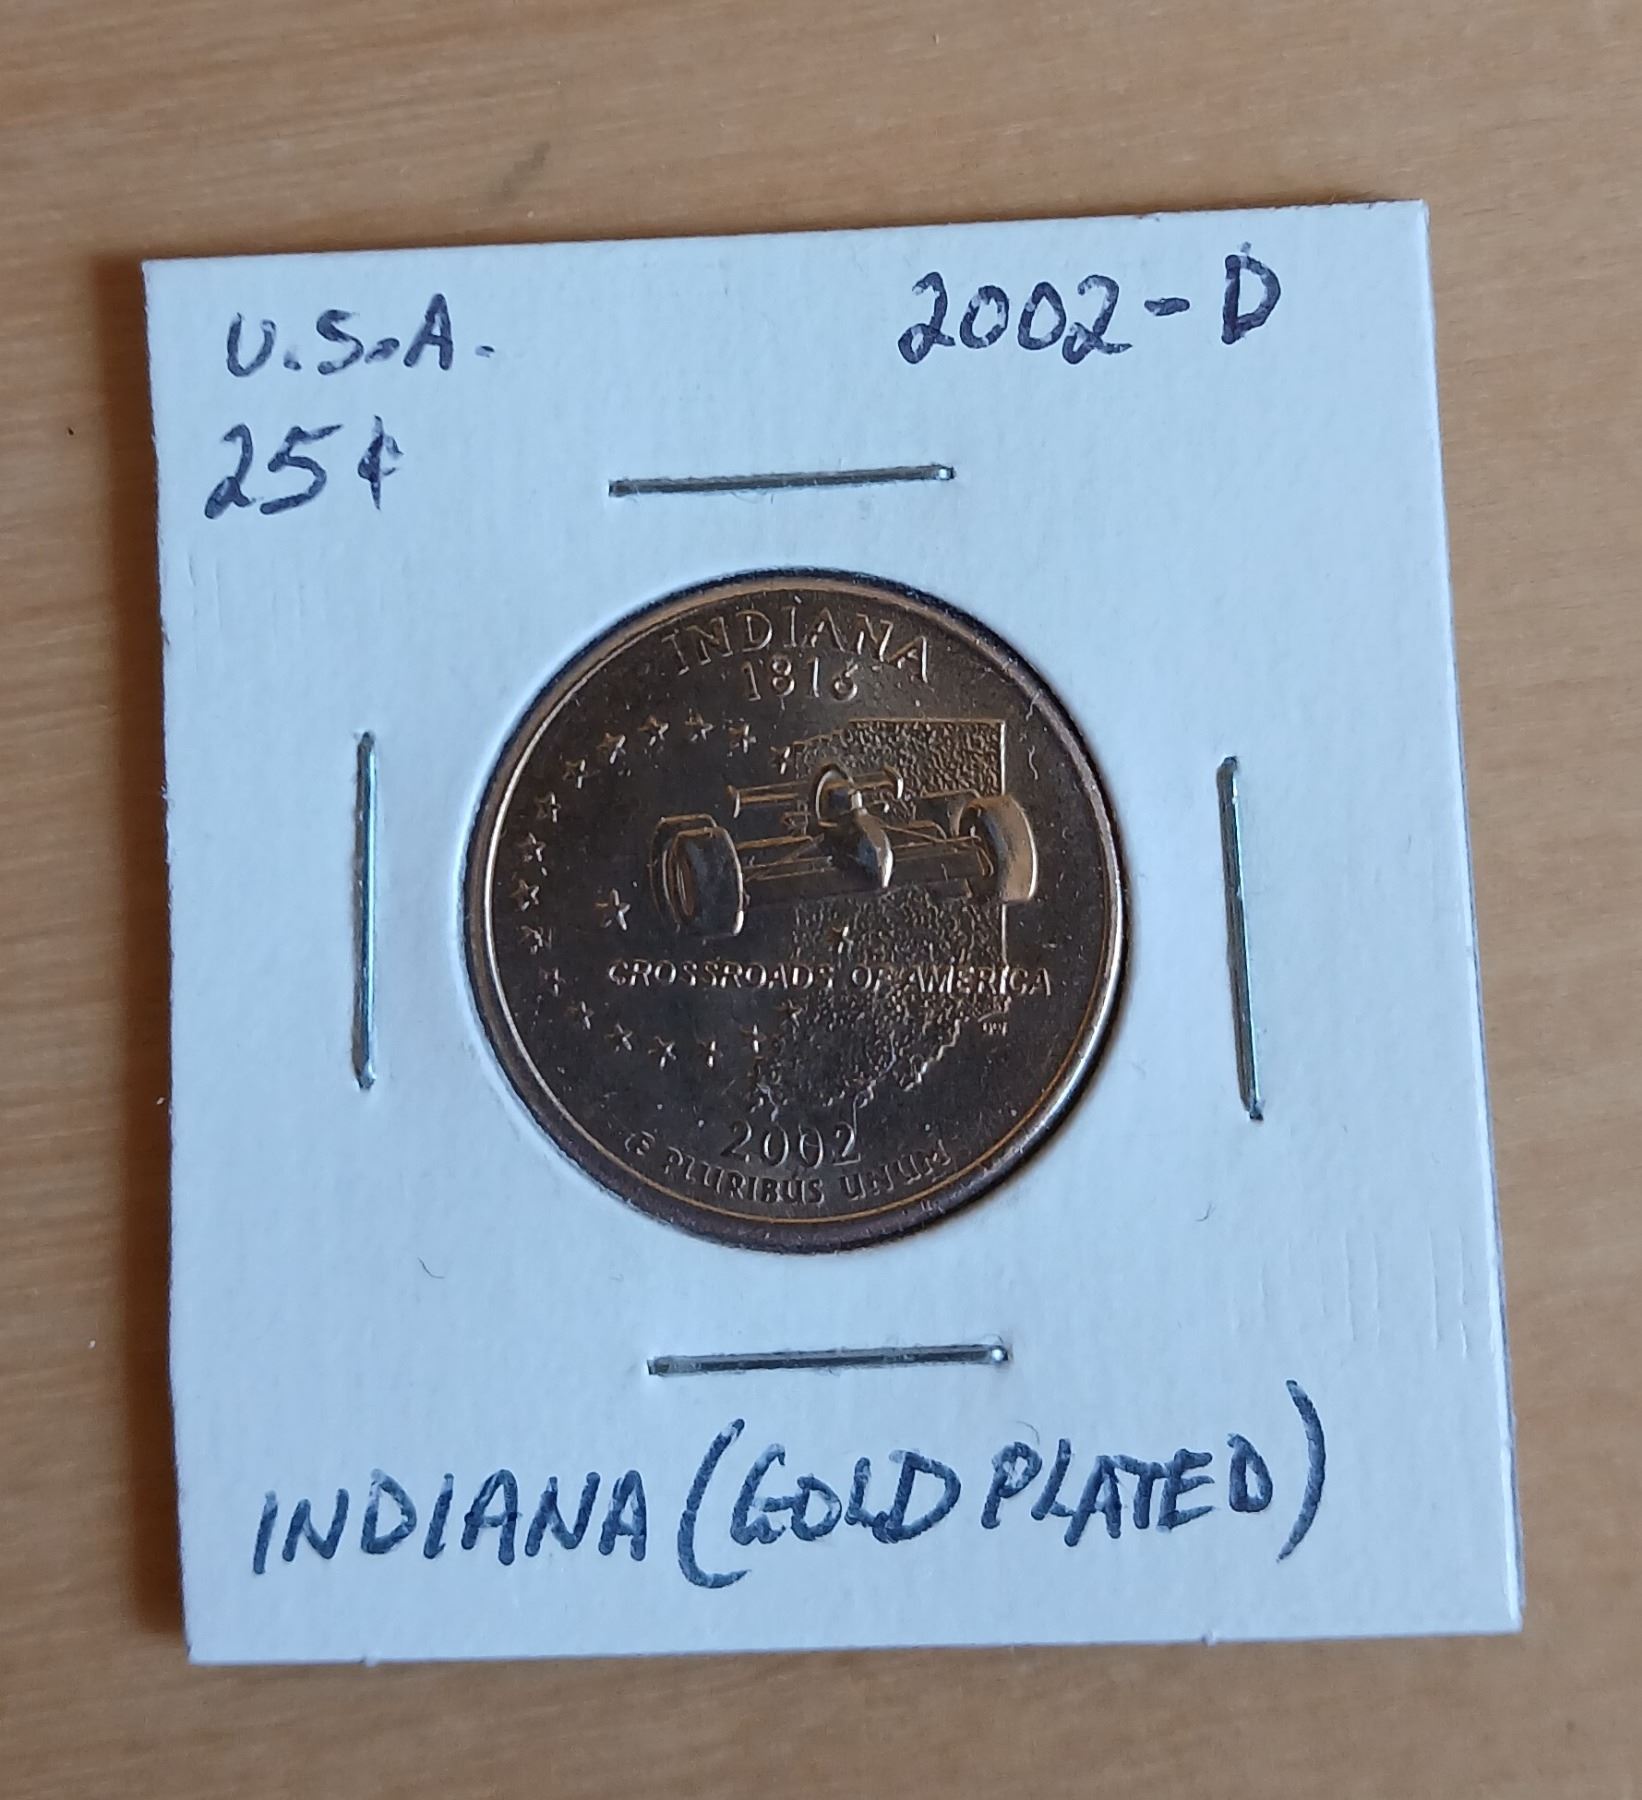 U.S.A. 2002-D
25¢
INDIANA
1816
CROSSROADS OF AMERICA
2002
E PLURIBUS UNUM
INDIANA (GOLD PLATED)